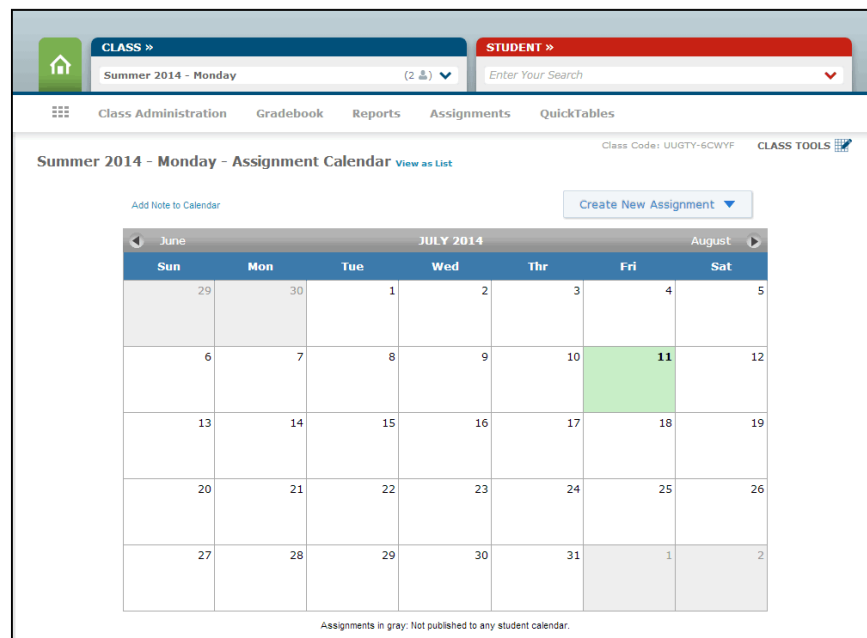 CLASS »
STUDENT »
Summer 2014 - Monday (2 )
Enter Your Search
Class Administration Gradebook Reports Assignments QuickTables
Class Code: UUGTY-6CWYF CLASS TOOLS
Summer 2014 - Monday - Assignment Calendar View as List
Add Note to Calendar
Create New Assignment
June JULY 2014 August
Sun Mon Tue Wed Thr Fri Sat
29 30 1 2 3 4 5
6 7 8 9 10 11 12
13 14 15 16 17 18 19
20 21 22 23 24 25 26
27 28 29 30 31 1 2
Assignments in gray: Not published to any student calendar.